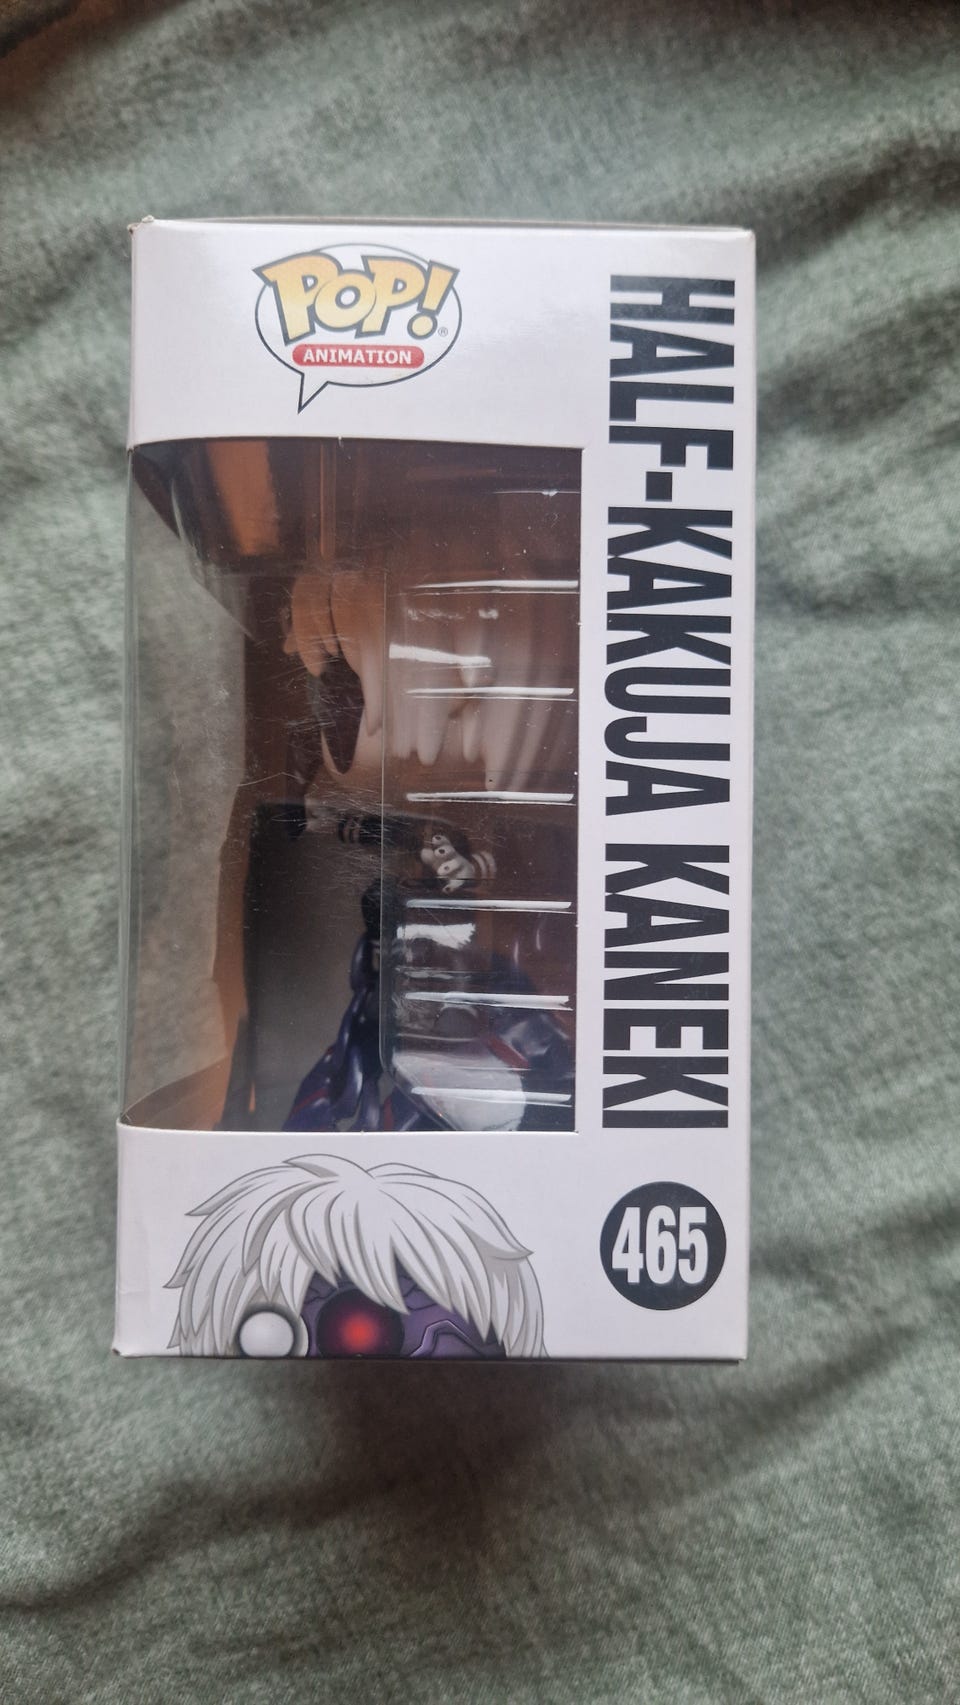 POP!®
ANIMATION
HALF-KAKUJA KANEKI
465